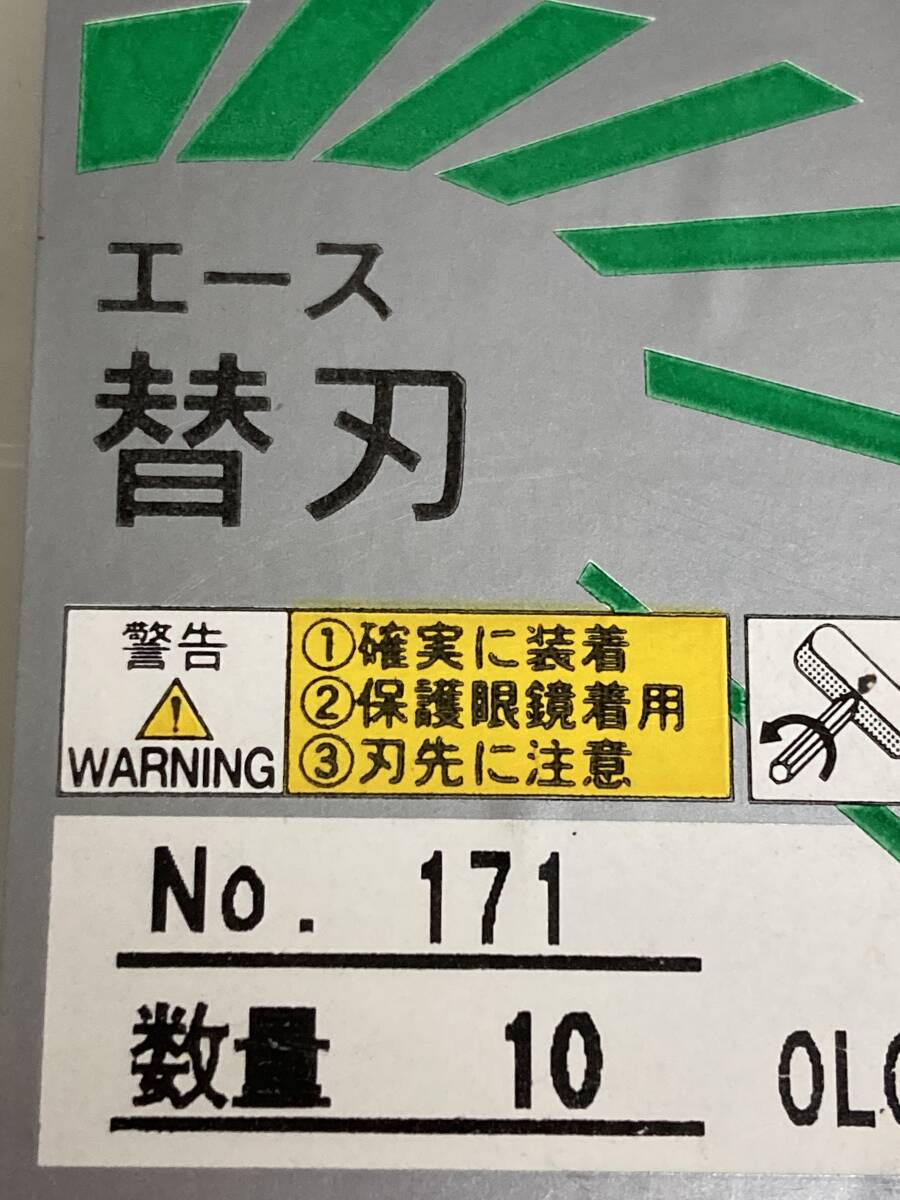 エース
替刃
警告
WARNING
①確実に装着
②保護眼鏡着用
③刃先に注意
No. 171
数量 10
OLC